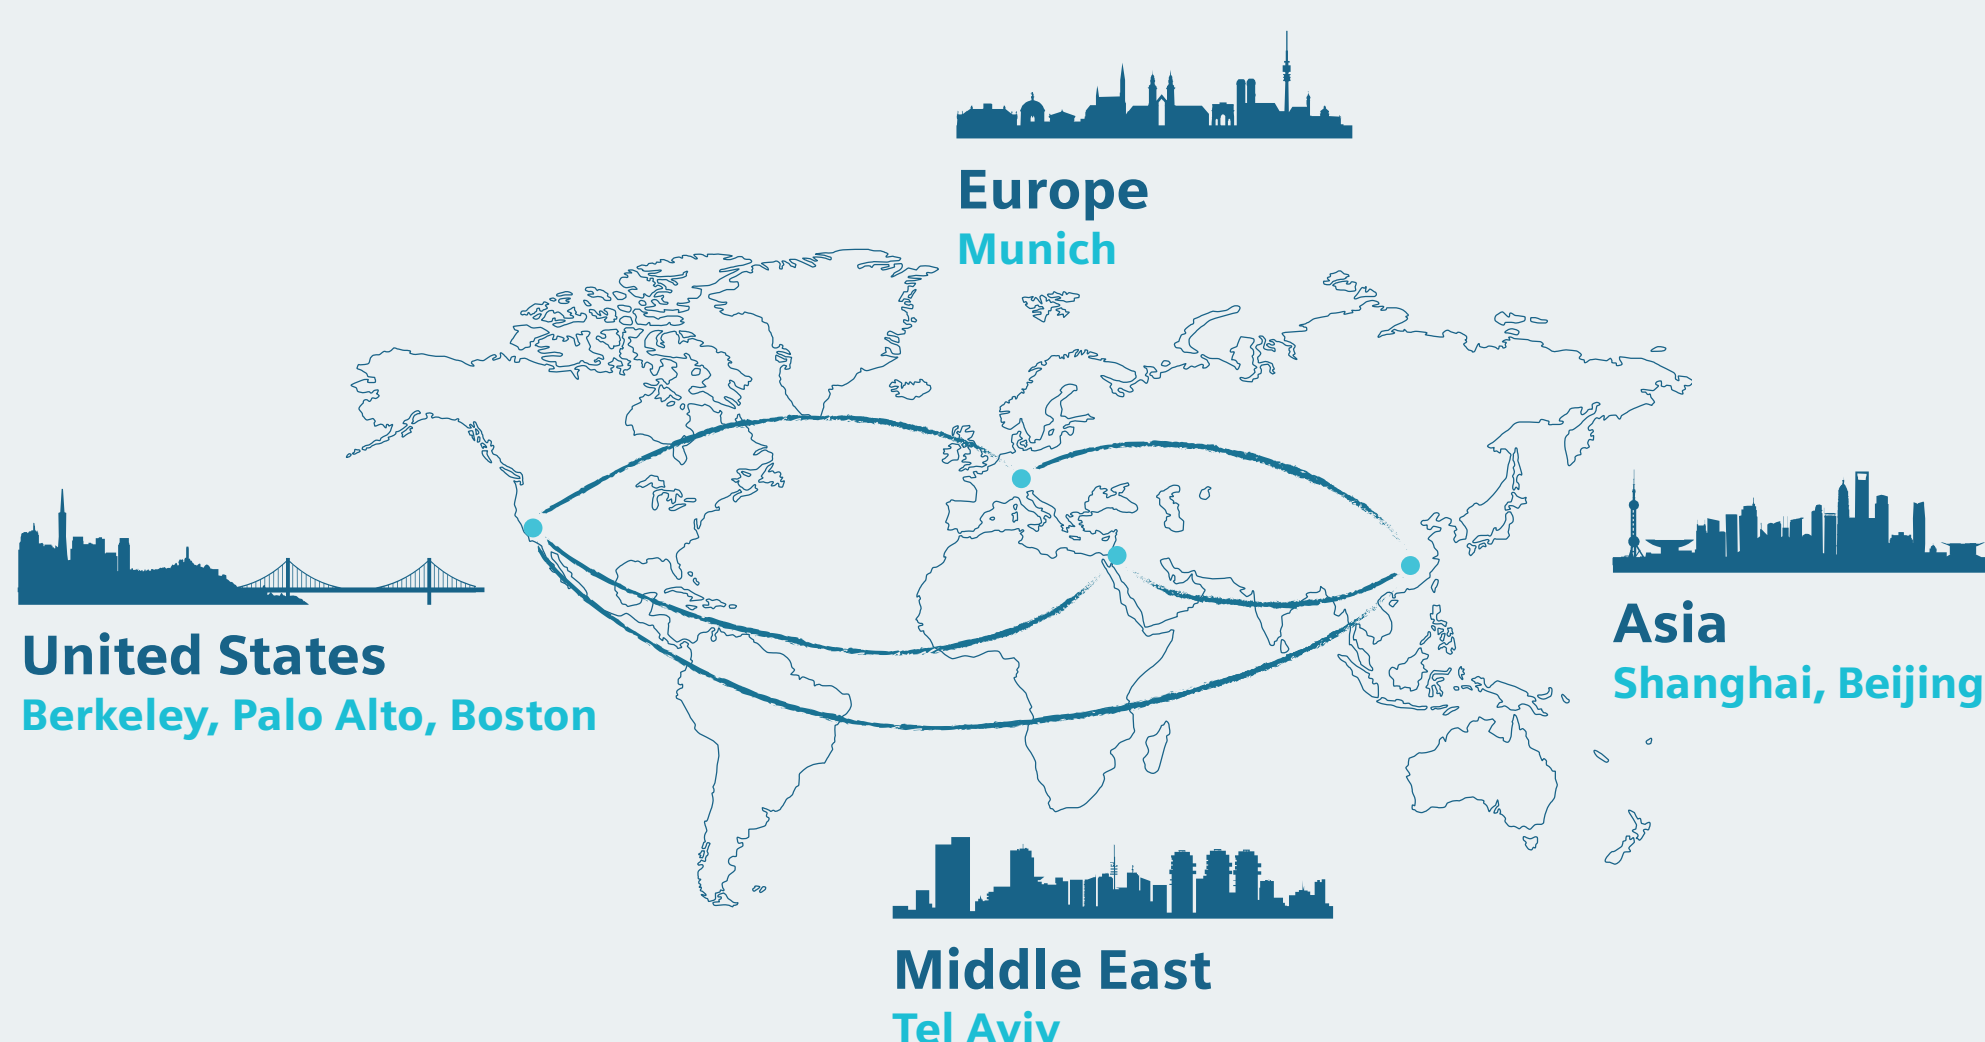 Europe
Munich
United States
Berkeley, Palo Alto, Boston
Asia
Shanghai, Beijing
Middle East
Tel Aviv